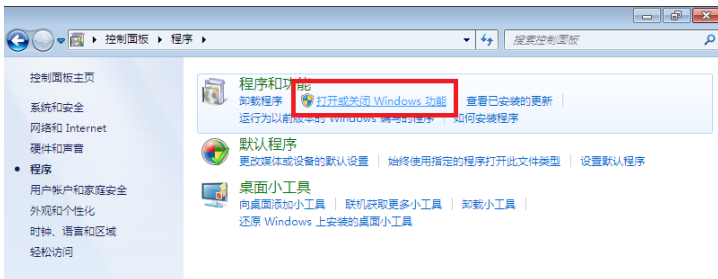 控制面板 程序
搜索控制面板
控制面板主页
系统和安全
网络和 Internet
硬件和声音
程序
用户帐户和家庭安全
外观和个性化
时钟、语言和区域
轻松访问
程序和功能
卸载程序 打开或关闭 Windows 功能 查看已安装的更新
运行为以前版本的 Windows 编写的程序 如何安装程序
默认程序
更改媒体或设备的默认设置 始终使用指定的程序打开此文件类型 设置默认程序
桌面小工具
向桌面添加小工具 联机获取更多小工具 卸载小工具
还原 Windows 上安装的桌面小工具